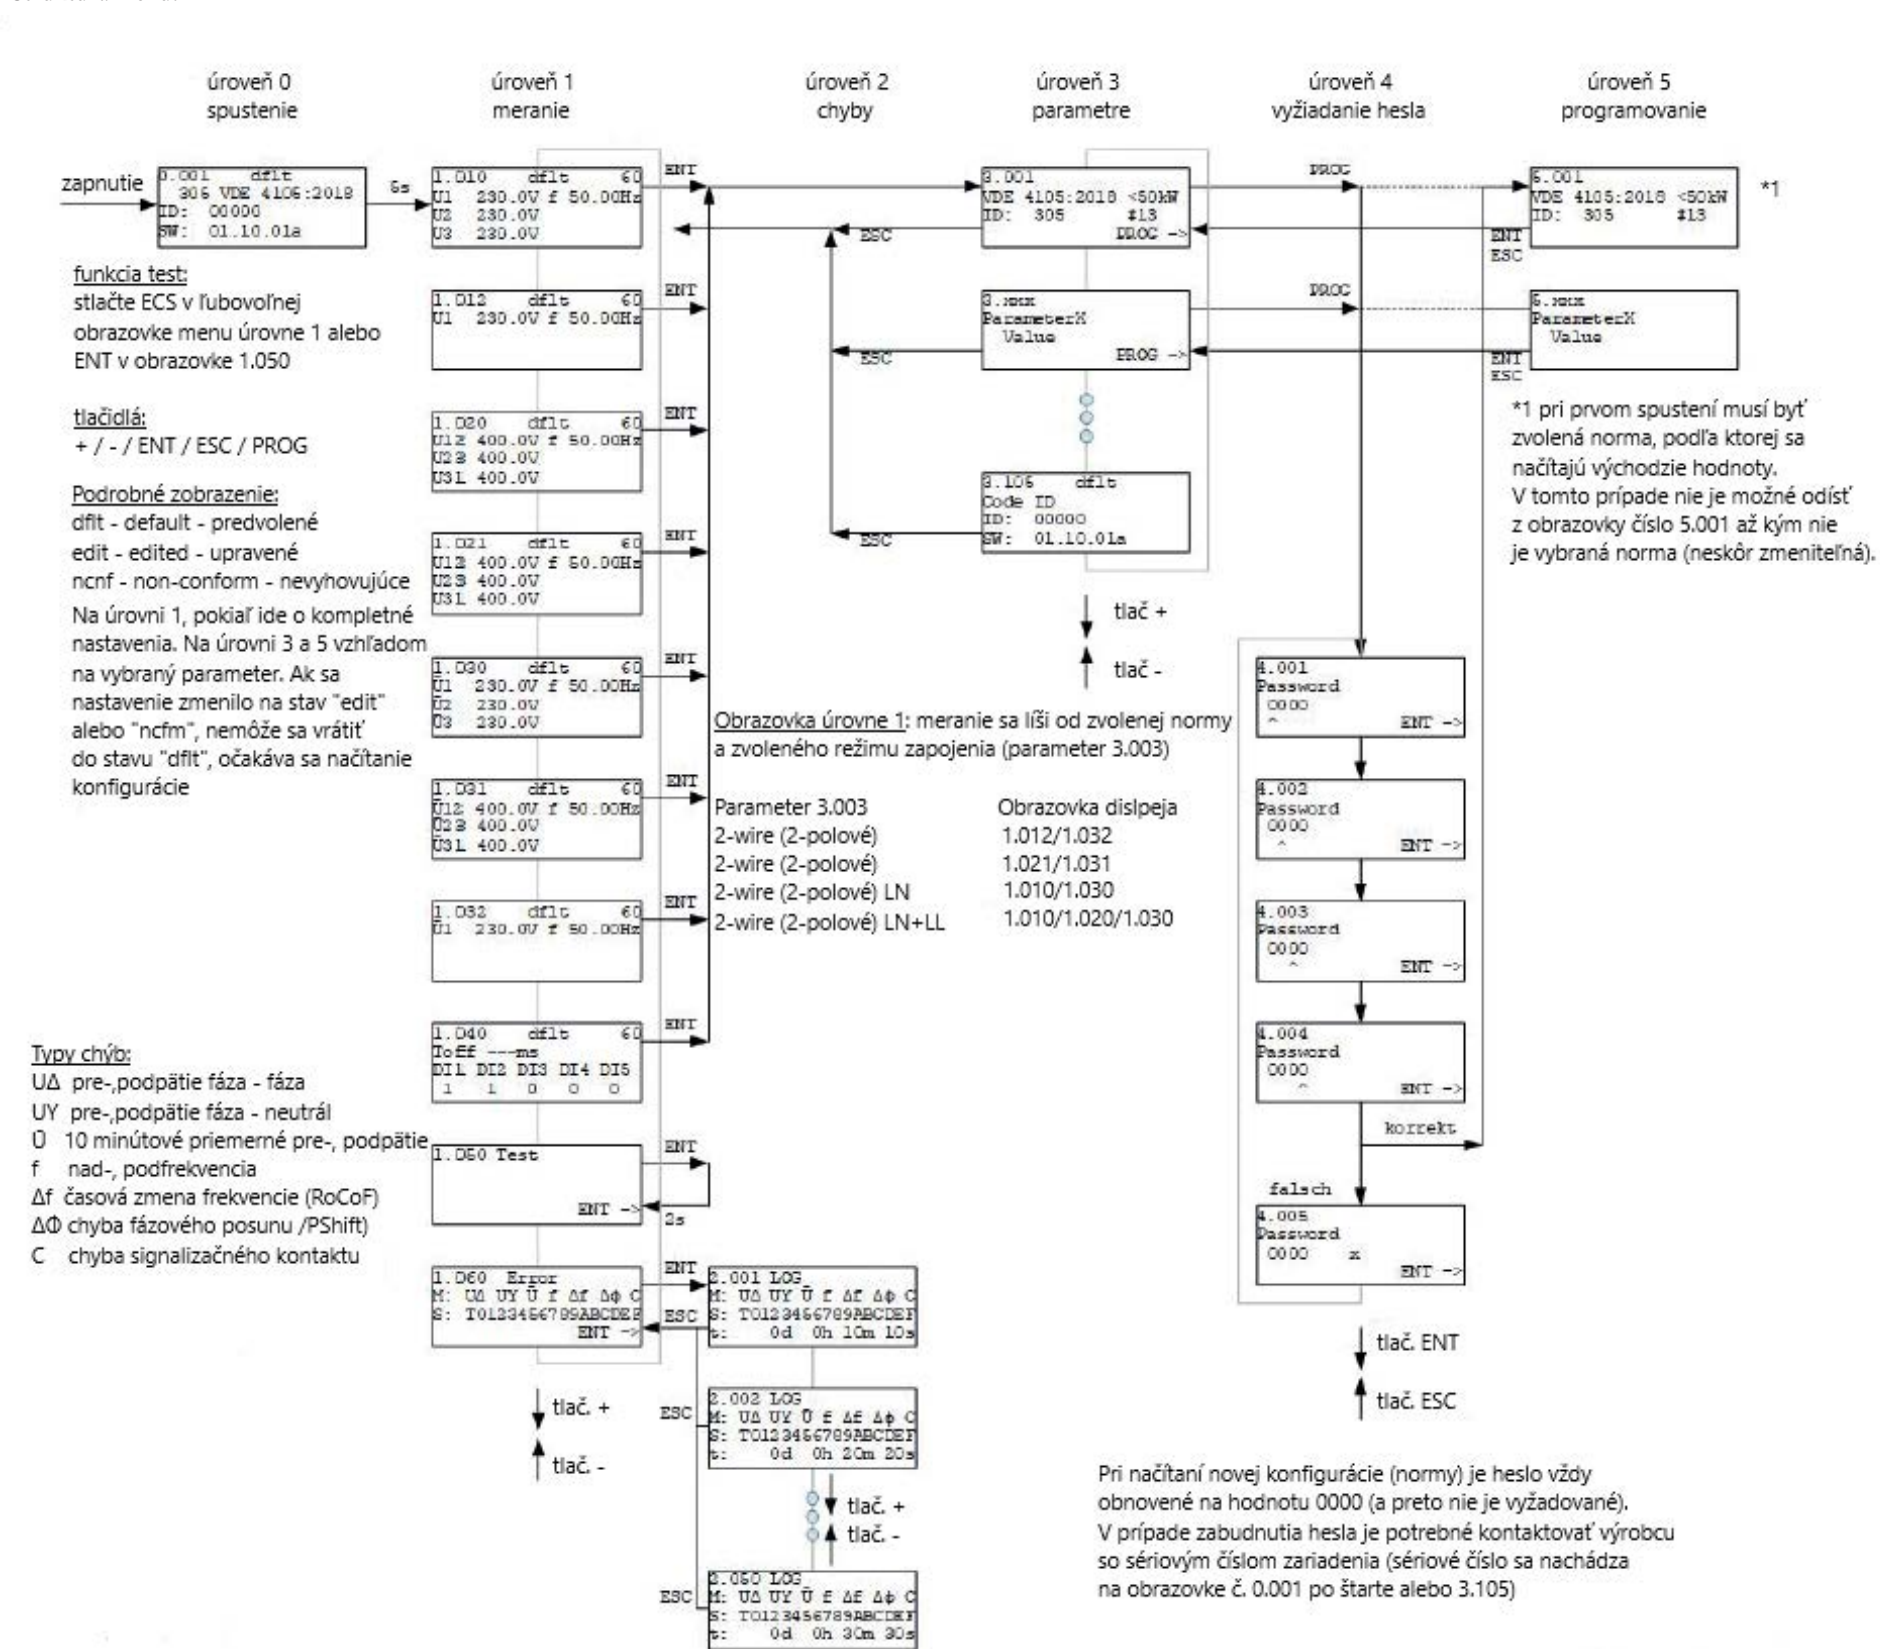 úroveň 0
spustenie
úroveň 1
meranie
úroveň 2
chyby
úroveň 3
parametre
úroveň 4
vyžiadanie hesla
úroveň 5
programovanie
zapnutie
0.001 dflt
305 VDE 4105:2018
ID: 00000
SW: 01.10.01a
5s
funkcia test:
stlačte ECS v ľubovoľnej
obrazovke menu úrovne 1 alebo
ENT v obrazovke 1.050
tlačidlá:
+ / - / ENT / ESC / PROG
Podrobné zobrazenie:
dflt - default - predvolené
edit - edited - upravené
ncnf - non-conform - nevyhovujúce
Na úrovni 1, pokiaľ ide o kompletné
nastavenia. Na úrovni 3 a 5 vzhľadom
na vybraný parameter. Ak sa
nastavenie zmenilo na stav "edit"
alebo "ncfm", nemôže sa vrátiť
do stavu "dflt", očakáva sa načítanie
konfigurácie
Typy chýb:
UΔ pre-,podpätie fáza - fáza
UY pre-,podpätie fáza - neutrál
Ū 10 minútové priemerné pre-, podpätie
f nad-, podfrekvencia
Δf časová zmena frekvencie (RoCoF)
ΔΦ chyba fázového posunu /PShift)
C chyba signalizačného kontaktu
1.010 dflt 60
U1 230.0V f 50.00Hz
U2 230.0V
U3 230.0V
ENT
1.012 dflt 60
U1 230.0V f 50.00Hz
ENT
1.020 dflt 60
U12 400.0V f 50.00Hz
U23 400.0V
U31 400.0V
ENT
1.021 dflt 60
U12 400.0V f 50.00Hz
U23 400.0V
U31 400.0V
ENT
1.030 dflt 60
Ū1 230.0V f 50.00Hz
Ū2 230.0V
Ū3 230.0V
ENT
1.031 dflt 60
Ū12 400.0V f 50.00Hz
Ū23 400.0V
Ū31 400.0V
ENT
1.032 dflt 60
Ū1 230.0V f 50.00Hz
ENT
1.040 dflt 60
Toff ---ms
DI1 DI2 DI3 DI4 DI5
1 1 0 0 0
ENT
1.050 Test
ENT ->
ENT
2s
1.060 Error
M: UΔ UY Ū f Δf Δϕ C
S: T0123456789ABCDEF
ENT ->
ENT
ESC
tlač. +
tlač. -
2.001 LOG
M: UΔ UY Ū f Δf Δϕ C
S: T0123456789ABCDEF
t: 0d 0h 10m 10s
ESC
2.002 LOG
M: UΔ UY Ū f Δf Δϕ C
S: T0123456789ABCDEF
t: 0d 0h 20m 20s
tlač. +
tlač. -
ESC
2.050 LOG
M: UΔ UY Ū f Δf Δϕ C
S: T0123456789ABCDEF
t: 0d 0h 30m 30s
3.001
VDE 4105:2018 <50kW
ID: 305 #13
PROG ->
ESC
3.xxx
ParameterX
Value
PROG ->
ESC
3.105 dflt
Code ID
ID: 00000
SW: 01.10.01a
ESC
tlač +
tlač -
Obrazovka úrovne 1: meranie sa líši od zvolenej normy
a zvoleného režimu zapojenia (parameter 3.003)
Parameter 3.003 Obrazovka dislpeja
2-wire (2-polové) 1.012/1.032
2-wire (2-polové) 1.021/1.031
2-wire (2-polové) LN 1.010/1.030
2-wire (2-polové) LN+LL 1.010/1.020/1.030
PROG
PROG
4.001
Password
0000
^ ENT ->
4.002
Password
0000
^ ENT ->
4.003
Password
0000
^ ENT ->
4.004
Password
0000
^ ENT ->
korrekt
falsch
4.005
Password
0000 x
ENT ->
tlač. ENT
tlač. ESC
5.001
VDE 4105:2018 <50kW
ID: 305 #13
*1
ENT
ESC
5.xxx
ParameterX
Value
ENT
ESC
*1 pri prvom spustení musí byť
zvolená norma, podľa ktorej sa
načítajú východzie hodnoty.
V tomto prípade nie je možné odísť
z obrazovky číslo 5.001 až kým nie
je vybraná norma (neskôr zmeniteľná).
Pri načítaní novej konfigurácie (normy) je heslo vždy
obnovené na hodnotu 0000 (a preto nie je vyžadované).
V prípade zabudnutia hesla je potrebné kontaktovať výrobcu
so sériovým číslom zariadenia (sériové číslo sa nachádza
na obrazovke č. 0.001 po štarte alebo 3.105)